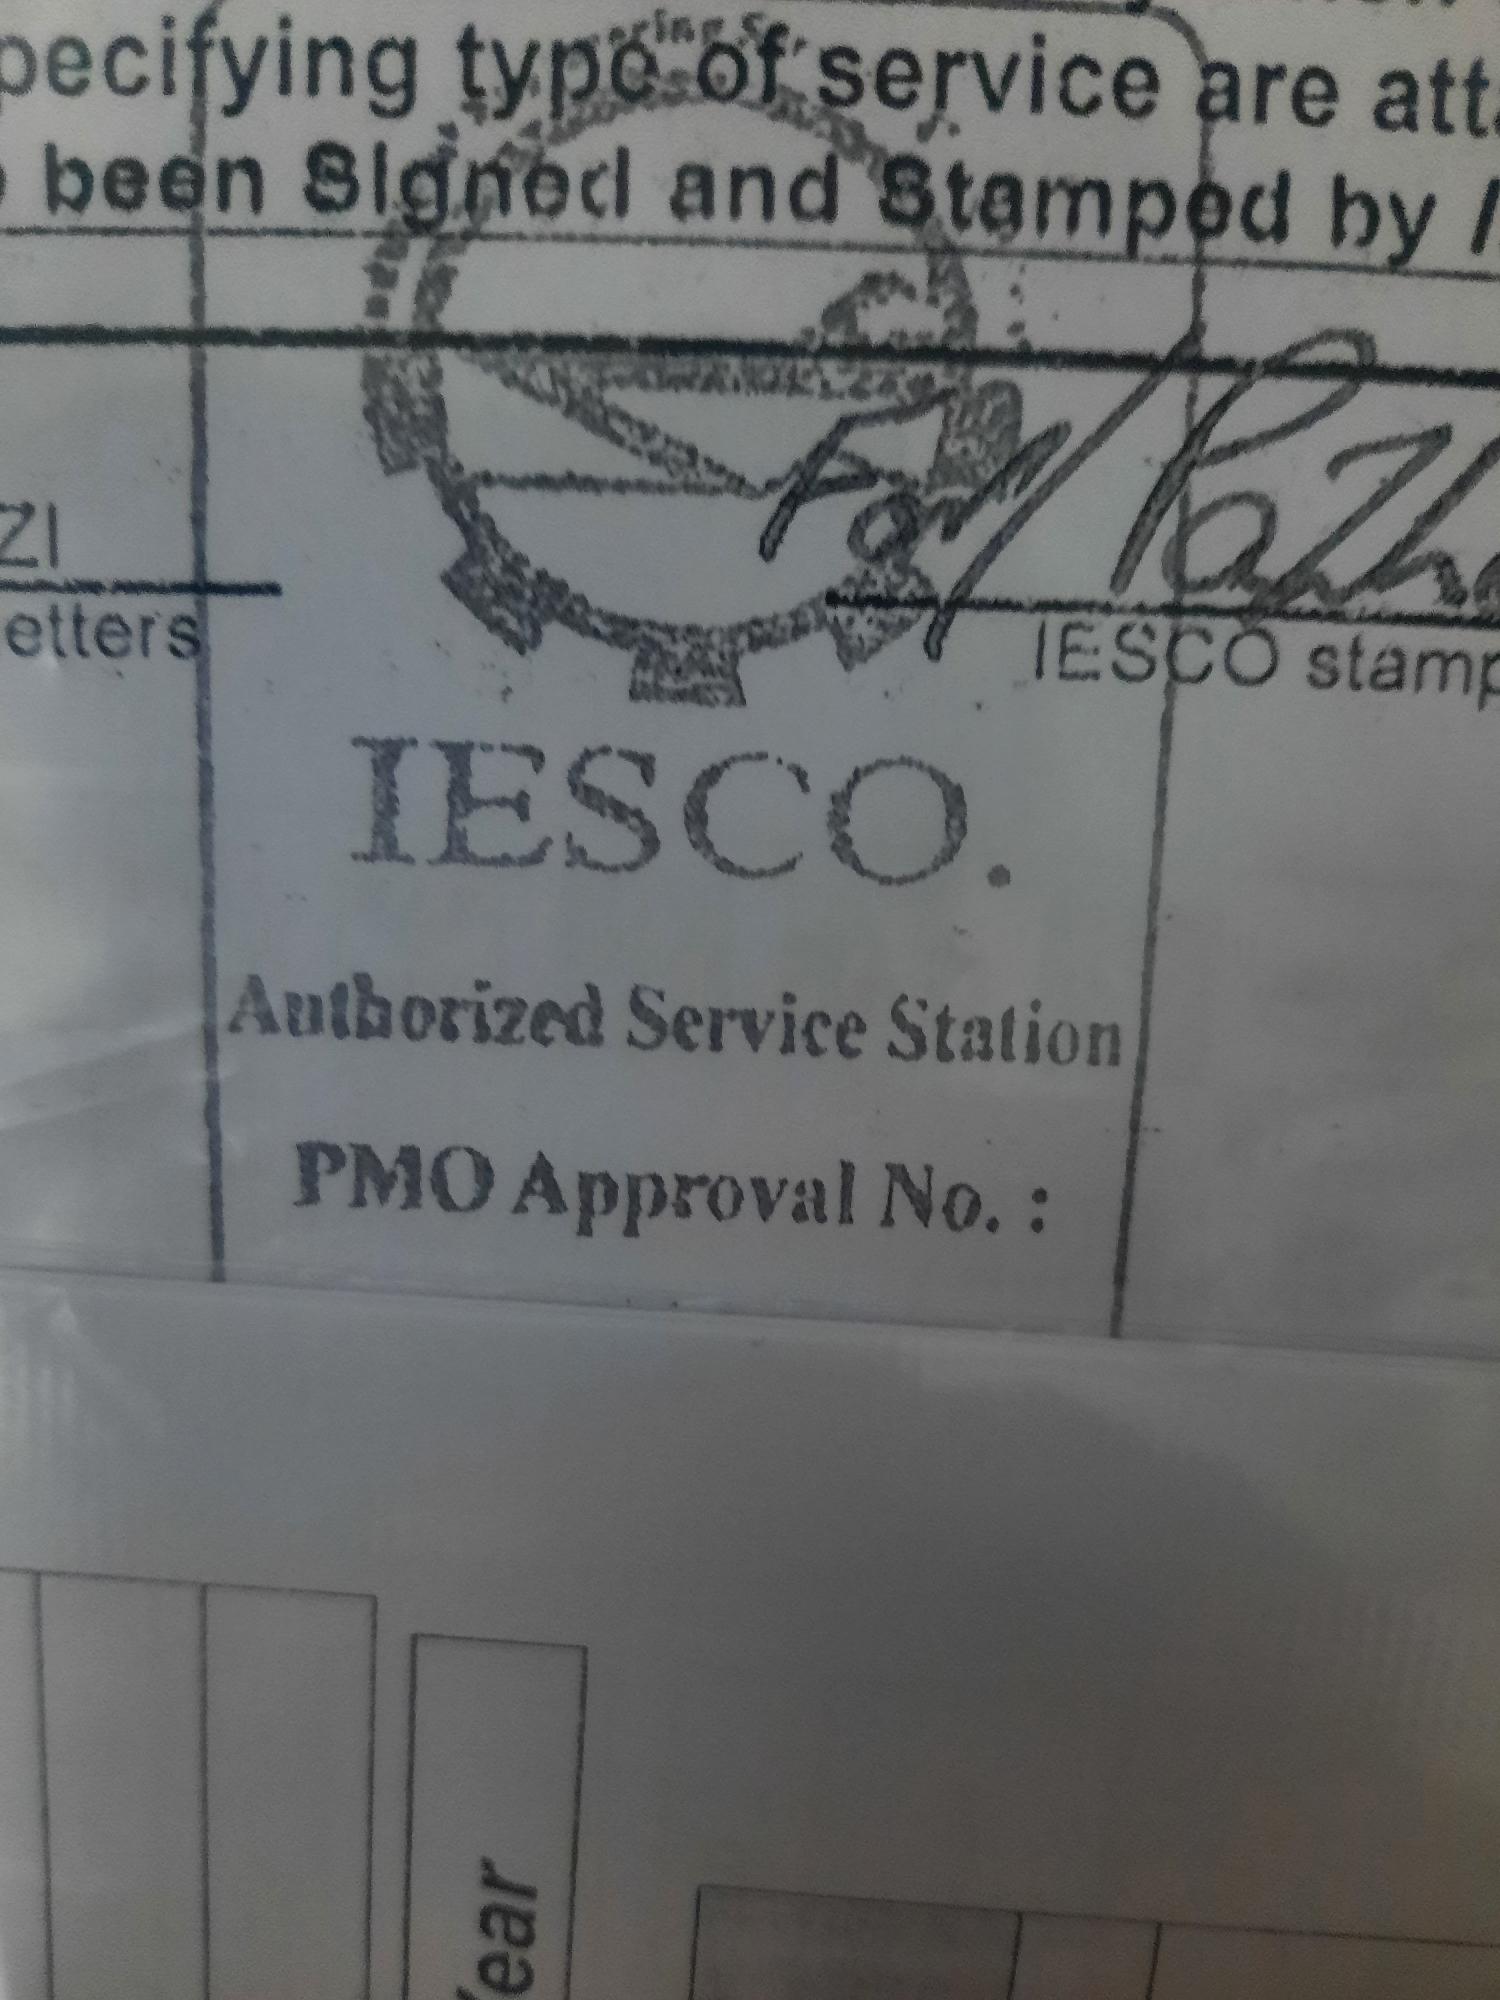 pecifying type of service are att
been Signed and Stamped by
ZI
etters
IESCO stamp
IESCO.
Authorized Service Station
PMO Approval No. :
Year